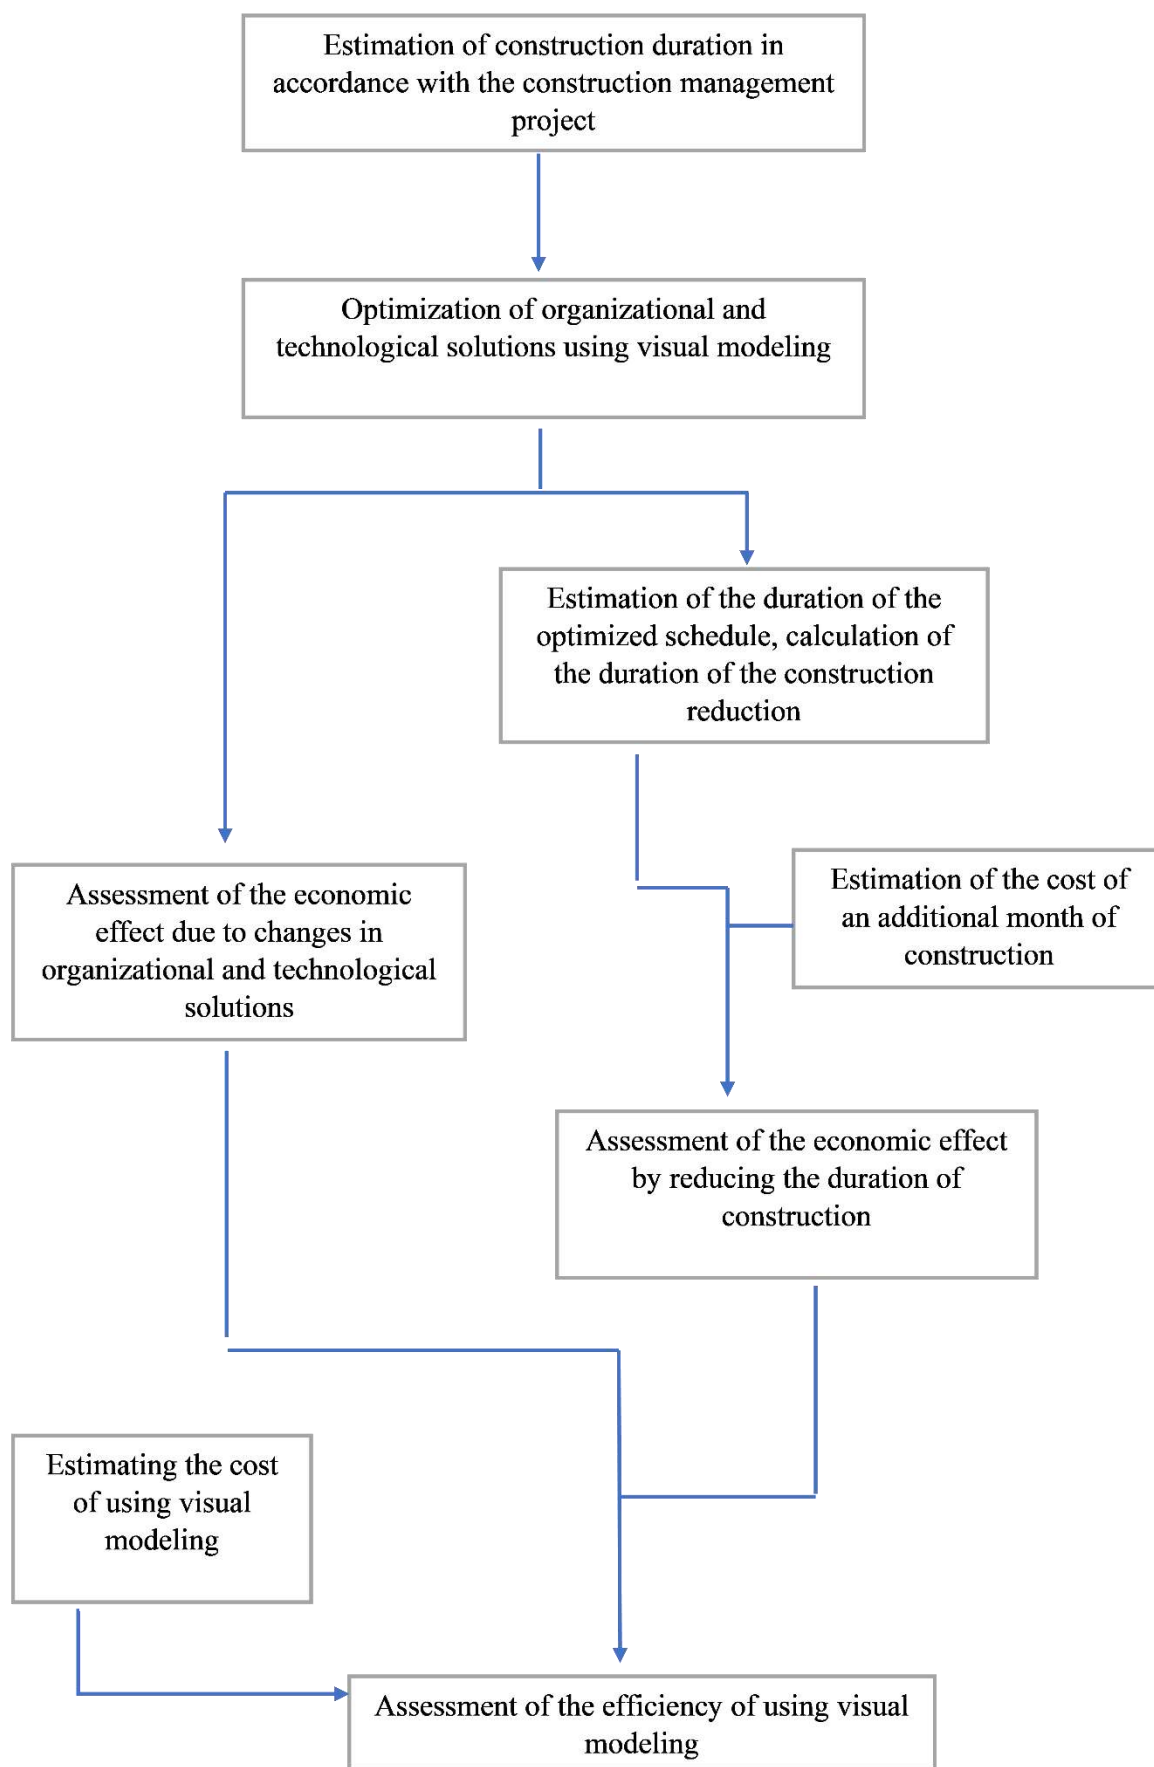 Estimation of construction duration in
accordance with the construction management
project
Optimization of organizational and
technological solutions using visual modeling
Estimation of the duration of the
optimized schedule, calculation of
the duration of the construction
reduction
Assessment of the economic
effect due to changes in
organizational and technological
solutions
Estimation of the cost of
an additional month of
construction
Assessment of the economic effect
by reducing the duration of
construction
Estimating the cost
of using visual
modeling
Assessment of the efficiency of using visual
modeling